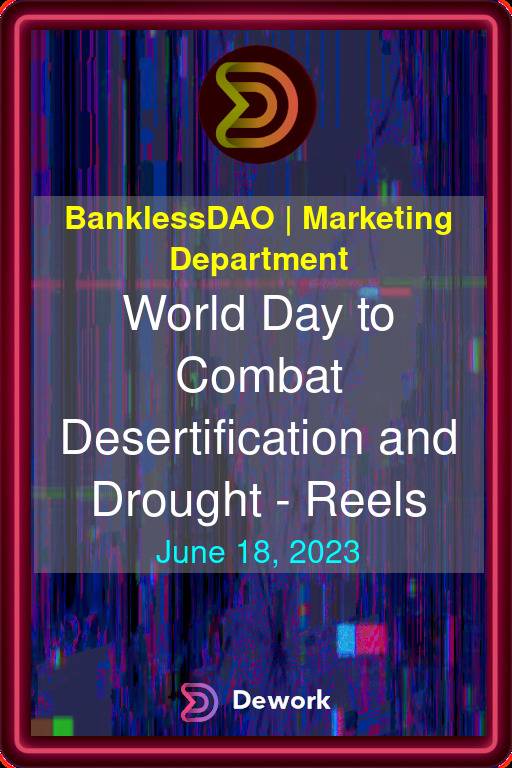 BanklessDAO | Marketing
Department
World Day to
Combat
Desertification and
Drought - Reels
June 18, 2023
Dework